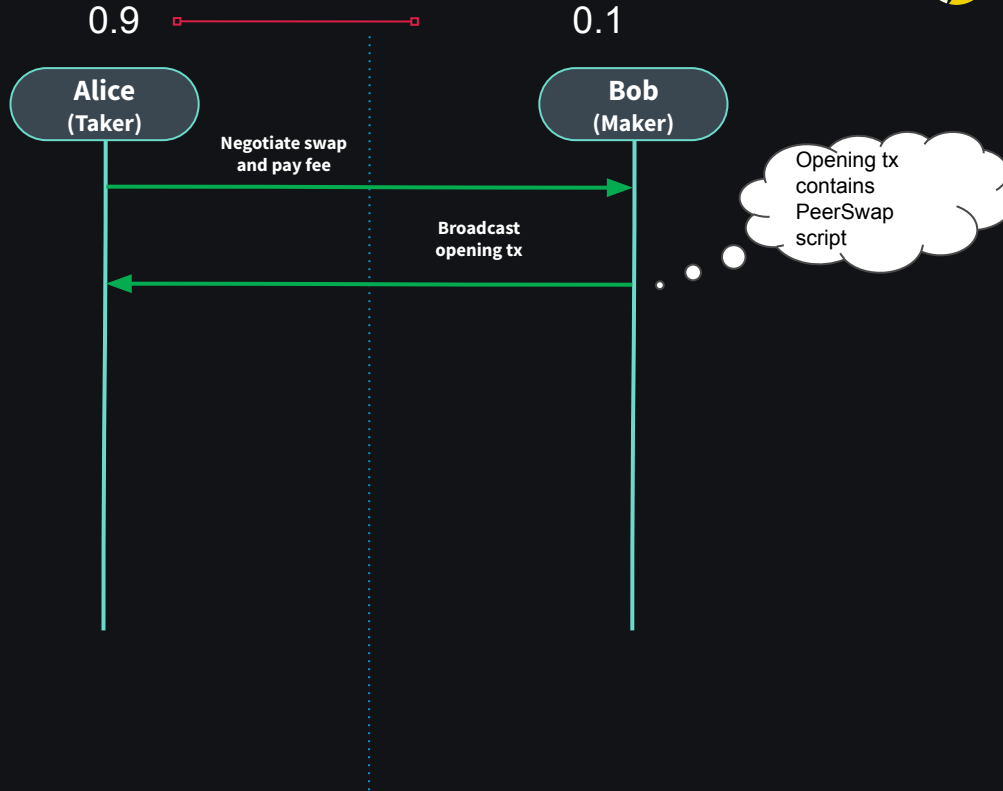 0.9
0.1
Alice
(Taker)
Bob
(Maker)
Negotiate swap
and pay fee
Opening tx
contains
PeerSwap
script
Broadcast
opening tx